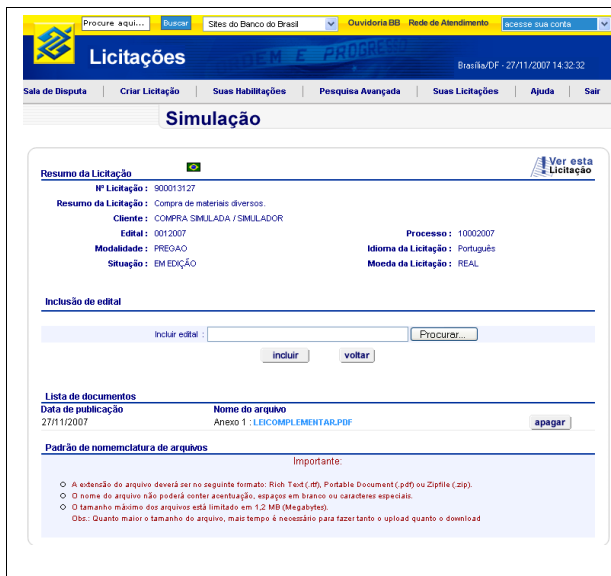 Procure aqui... Buscar Sites do Banco do Brasil Ouvidoria BB Rede de Atendimento acesse sua conta
ORDEM E PROGRESSO
Licitações
Brasília/DF - 27/11/2007 14:32:32
Sala de Disputa | Criar Licitação | Suas Habilitações | Pesquisa Avançada | Suas Licitações | Ajuda | Sair
Simulação
Ver esta
Licitação
Resumo da Licitação
Nº Licitação : 900013127
Resumo da Licitação : Compra de materiais diversos.
Cliente : COMPRA SIMULADA / SIMULADOR
Edital : 0012007 Processo : 10002007
Modalidade : PREGAO Idioma da Licitação : Português
Situação : EM EDIÇÃO Moeda da Licitação : REAL
Inclusão de edital
Incluir edital : Procurar...
incluir voltar
Lista de documentos
Data de publicação Nome do arquivo
27/11/2007 Anexo 1 : LEICOMPLEMENTAR.PDF apagar
Padrão de nomemclatura de arquivos
Importante:
A extensão do arquivo deverá ser no seguinte formato: Rich Text (.rtf), Portable Document (.pdf) ou Zipfile (.zip).
O nome do arquivo não poderá conter acentuação, espaços em branco ou caracteres especiais.
O tamanho máximo dos arquivos está limitado em 1,2 MB (Megabytes).
Obs.: Quanto maior o tamanho do arquivo, mais tempo é necessário para fazer tanto o upload quanto o download